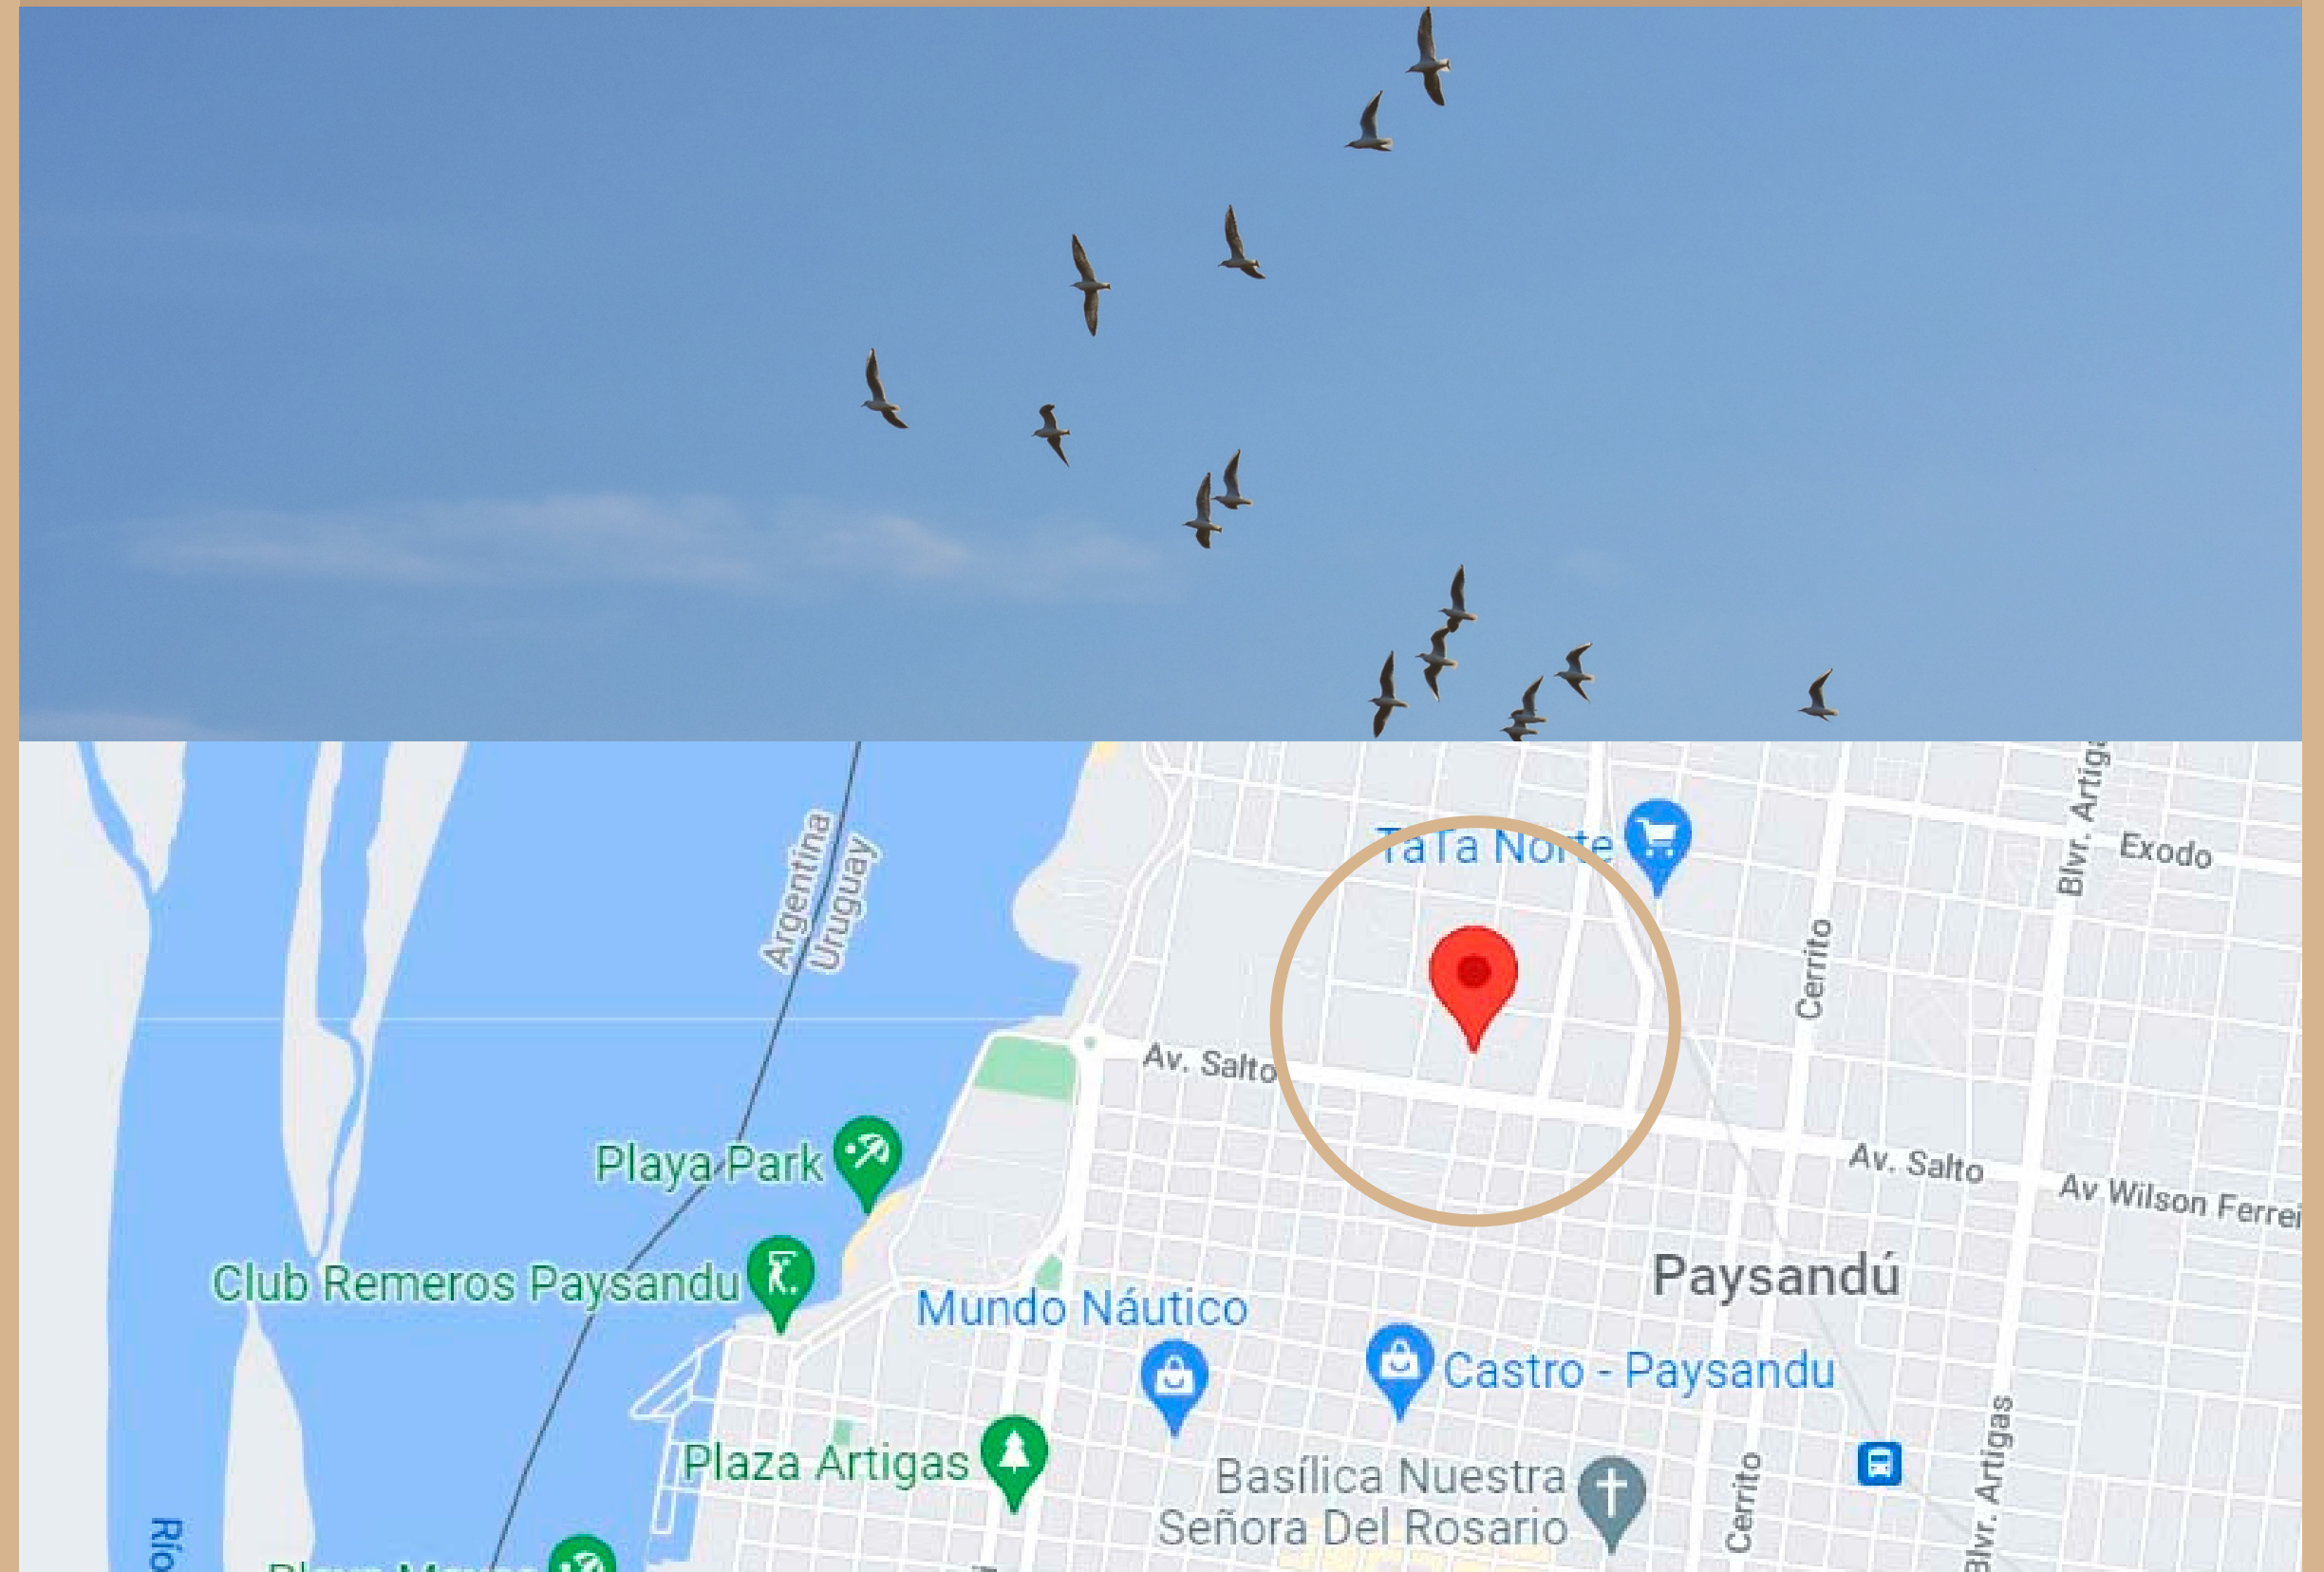 Argentina
Uruguay
TaTa Norte
Blvr. Artiga
Exodo
Cerrito
Av. Salto
Av. Salto
Av Wilson Ferrei
Playa Park
Club Remeros Paysandu
Mundo Náutico
Paysandú
Castro - Paysandu
Plaza Artigas
Basílica Nuestra
Señora Del Rosario
Cerrito
Blvr. Artigas
Río